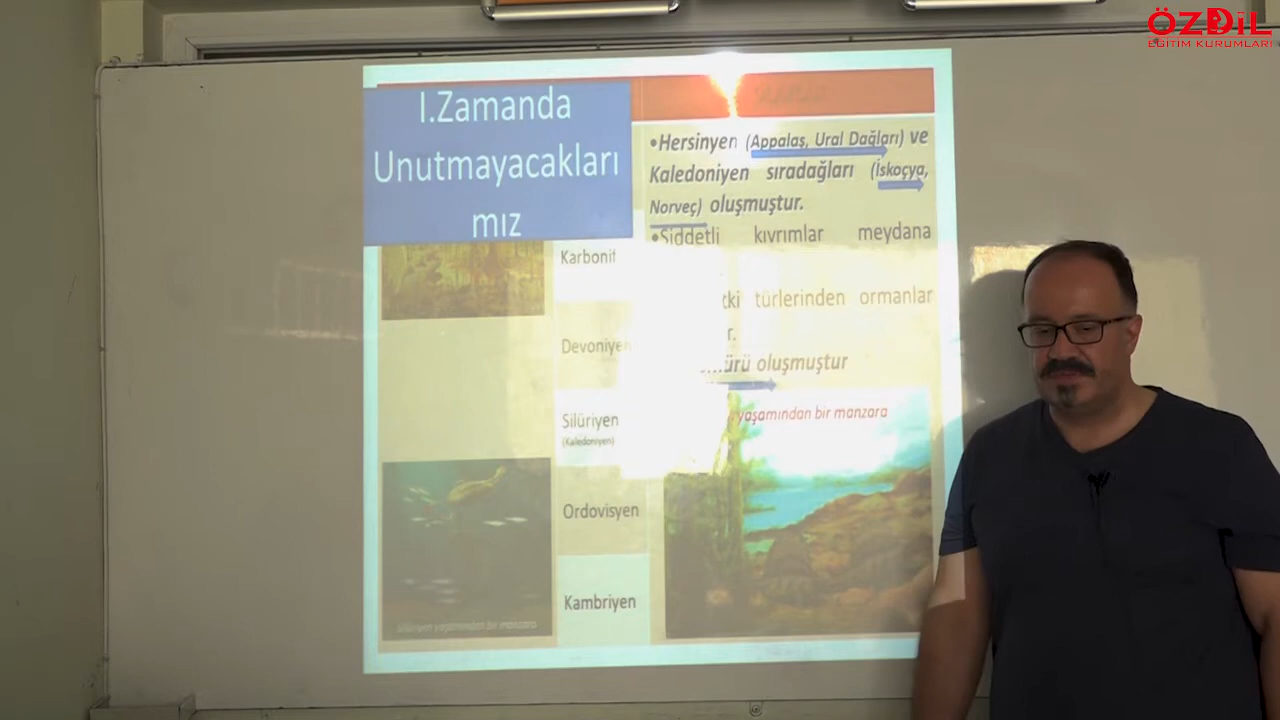 ÖZDİL
EĞİTİM KURUMLARI
I.Zamanda
Unutmayacakları
mız
•Hersinyen (Appalaş, Ural Dağları) ve
Kaledoniyen sıradağları (İskoçya,
Norveç) oluşmuştur.
•Şiddetli kıvrımlar meydana
türlerinden ormanlar
oluşmuştur
yaşamından bir manzara
Karbonif
Devoniyen
Silüriyen
(Kaledoniyen)
Ordovisyen
Kambriyen
Silüriyen yaşamından bir manzara